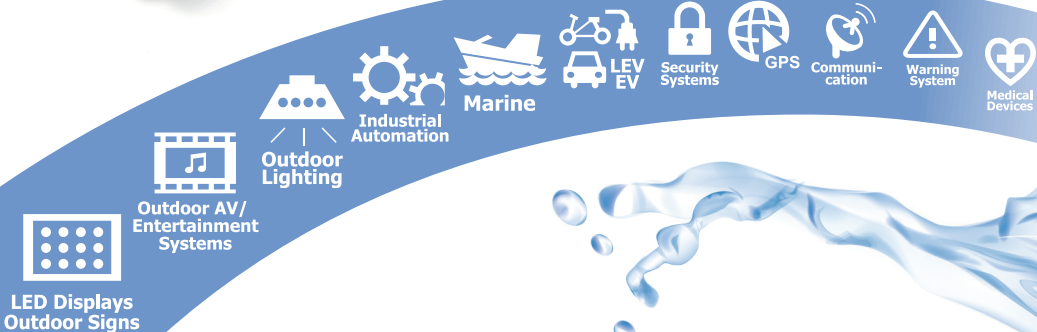 LED Displays
Outdoor Signs
Outdoor AV/
Entertainment
Systems
Outdoor
Lighting
Industrial
Automation
Marine
LEV
EV
Security
Systems
GPS
Communi-
cation
Warning
System
Medical
Devices